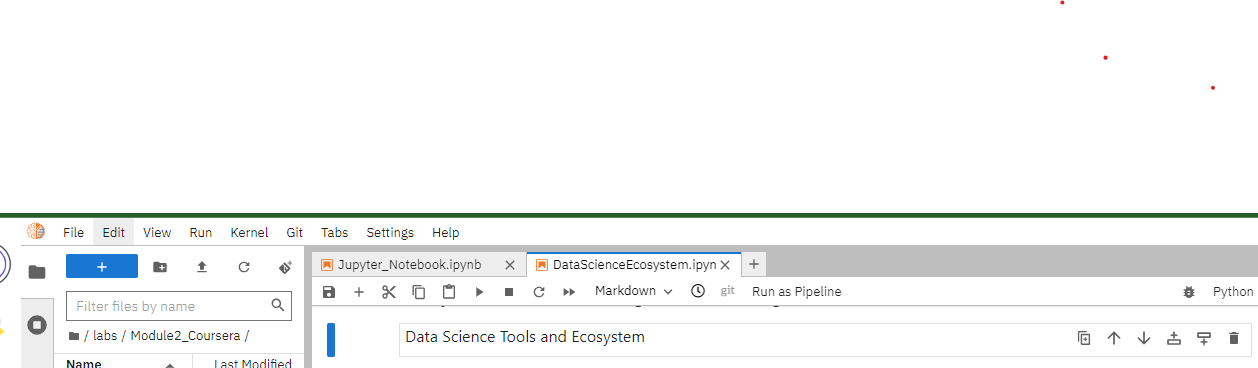 File Edit View Run Kernel Git Tabs Settings Help
Jupyter_Notebook.ipynb DataScienceEcosystem.ipyn
Filter files by name
Markdown git Run as Pipeline Python
/ labs / Module2_Coursera /
Data Science Tools and Ecosystem
Name Last Modified